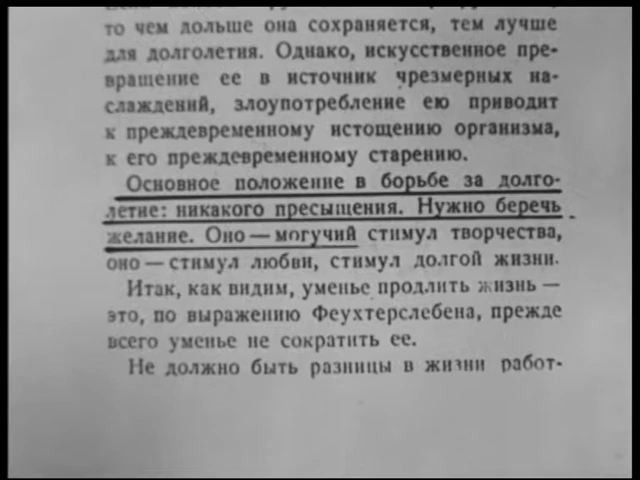 то чем дольше она сохраняется, тем лучше
для долголетия. Однако, искусственное пре-
вращение ее в источник чрезмерных на-
слаждений, злоупотребление ею приводит
к преждевременному истощению организма,
к его преждевременному старению.
Основное положение в борьбе за долго-
летие: никакого пресыщения. Нужно беречь
желание. Оно — могучий стимул творчества,
оно — стимул любви, стимул долгой жизни.
Итак, как видим, уменье продлить жизнь —
это, по выражению Феухтерслебена, прежде
всего уменье не сократить ее.
Не должно быть разницы в жизни работ-